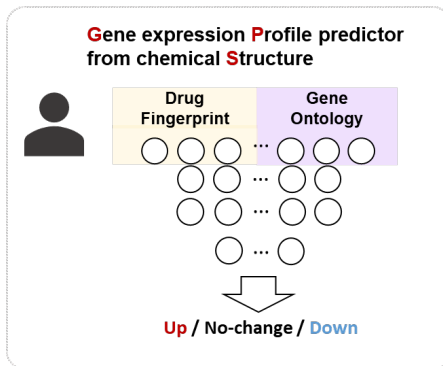 Gene expression Profile predictor
from chemical Structure
Drug
Fingerprint
Gene
Ontology
...
...
...
...
Up / No-change / Down